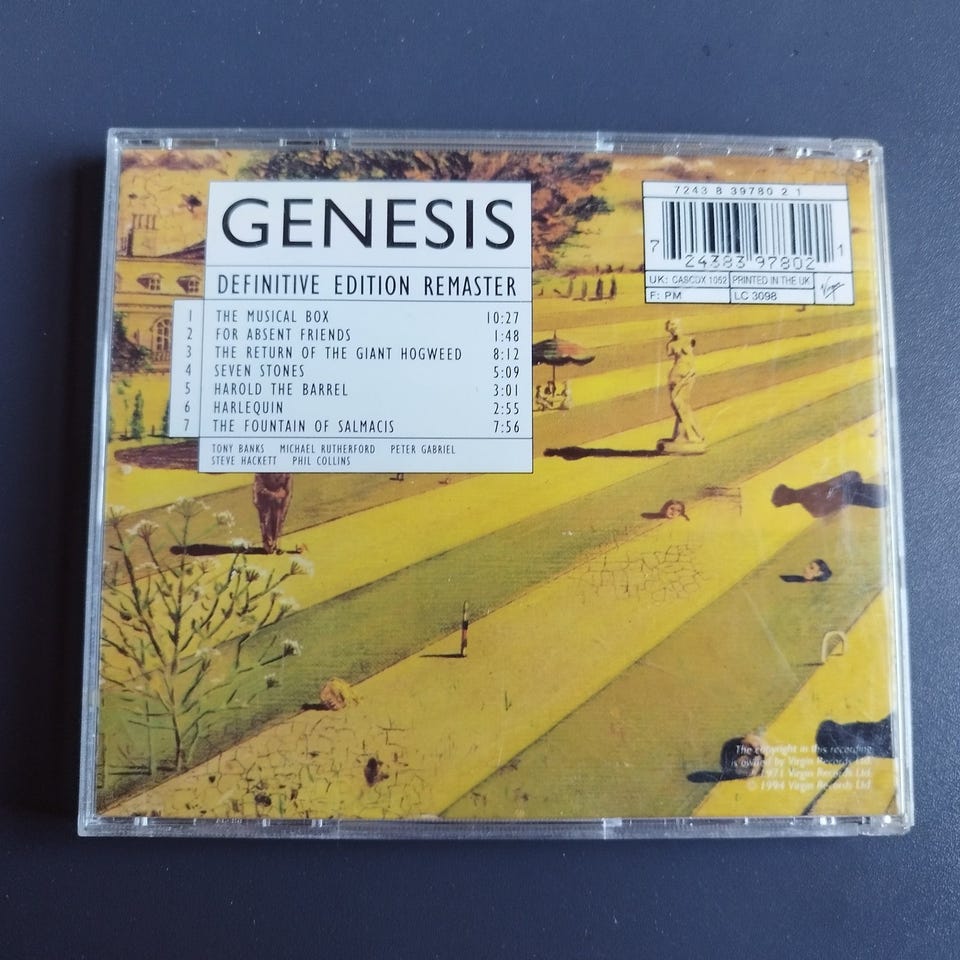 GENESIS
DEFINITIVE EDITION REMASTER
1 THE MUSICAL BOX 10:27
2 FOR ABSENT FRIENDS 1:48
3 THE RETURN OF THE GIANT HOGWEED 8:12
4 SEVEN STONES 5:09
5 HAROLD THE BARREL 3:01
6 HARLEQUIN 2:55
7 THE FOUNTAIN OF SALMACIS 7:56
TONY BANKS MICHAEL RUTHERFORD PETER GABRIEL
STEVE HACKETT PHIL COLLINS
7243 8 39780 2 1
7 24383 97802 1
UK: CASCDX 1052 PRINTED IN THE UK
F: PM LC 3098
Virgin
The copyright in this recording
is owned by Virgin Records Ltd.
℗ 1971 Virgin Records Ltd.
© 1994 Virgin Records Ltd.